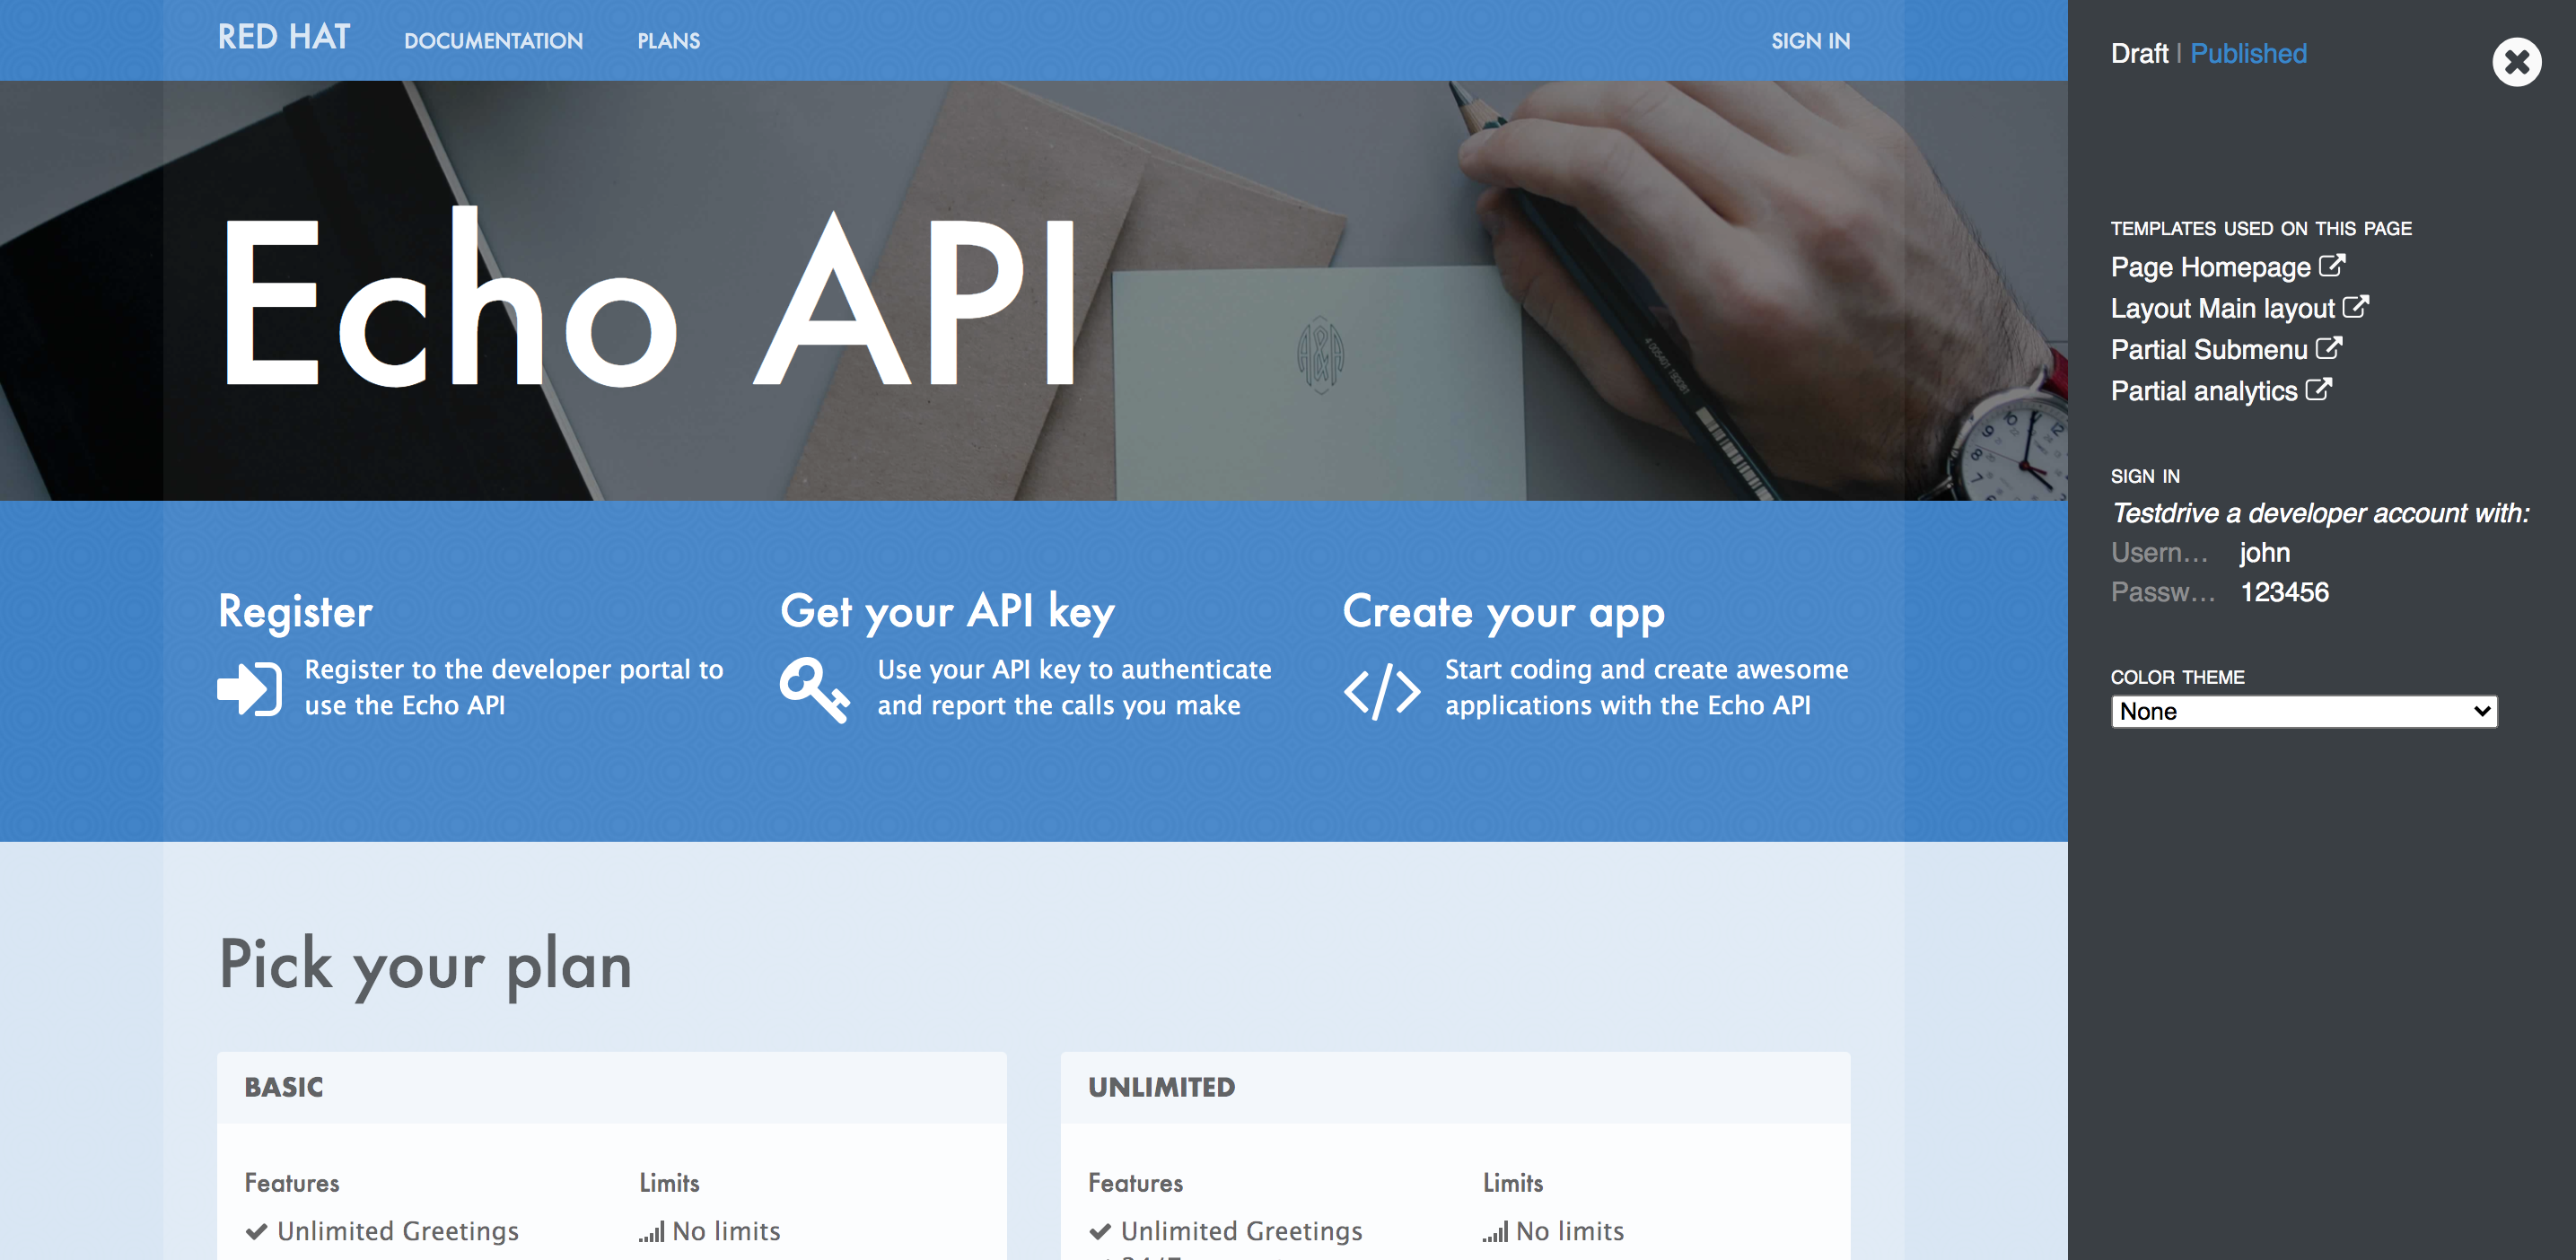 RED HAT DOCUMENTATION PLANS SIGN IN
Echo API
Register
Register to the developer portal to
use the Echo API
Get your API key
Use your API key to authenticate
and report the calls you make
Create your app
Start coding and create awesome
applications with the Echo API
Pick your plan
BASIC
Features
Unlimited Greetings
Limits
No limits
UNLIMITED
Features
Unlimited Greetings
Limits
No limits
Draft | Published
TEMPLATES USED ON THIS PAGE
Page Homepage
Layout Main layout
Partial Submenu
Partial analytics
SIGN IN
Testdrive a developer account with:
Usern… john
Passw… 123456
COLOR THEME
None